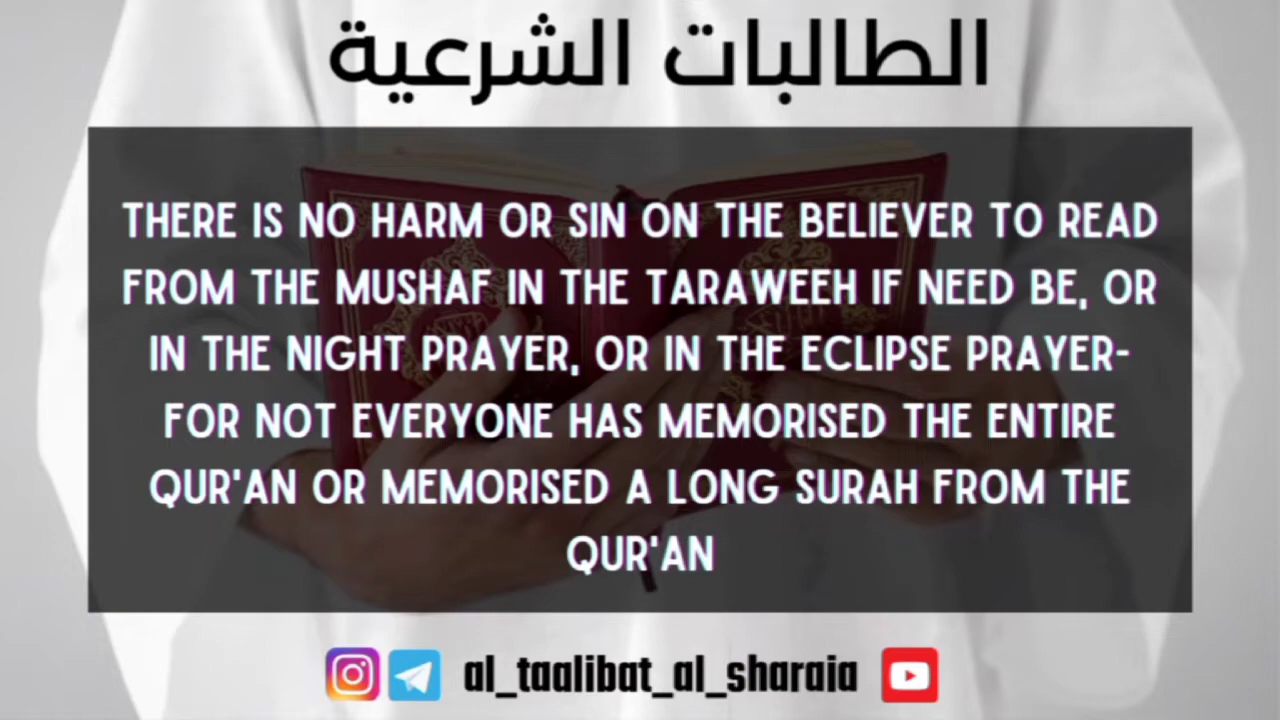 الطالبات الشرعية
THERE IS NO HARM OR SIN ON THE BELIEVER TO READ
FROM THE MUSHAF IN THE TARAWEEH IF NEED BE, OR
IN THE NIGHT PRAYER, OR IN THE ECLIPSE PRAYER-
FOR NOT EVERYONE HAS MEMORISED THE ENTIRE
QUR'AN OR MEMORISED A LONG SURAH FROM THE
QUR'AN
al_taalibat_al_sharaia